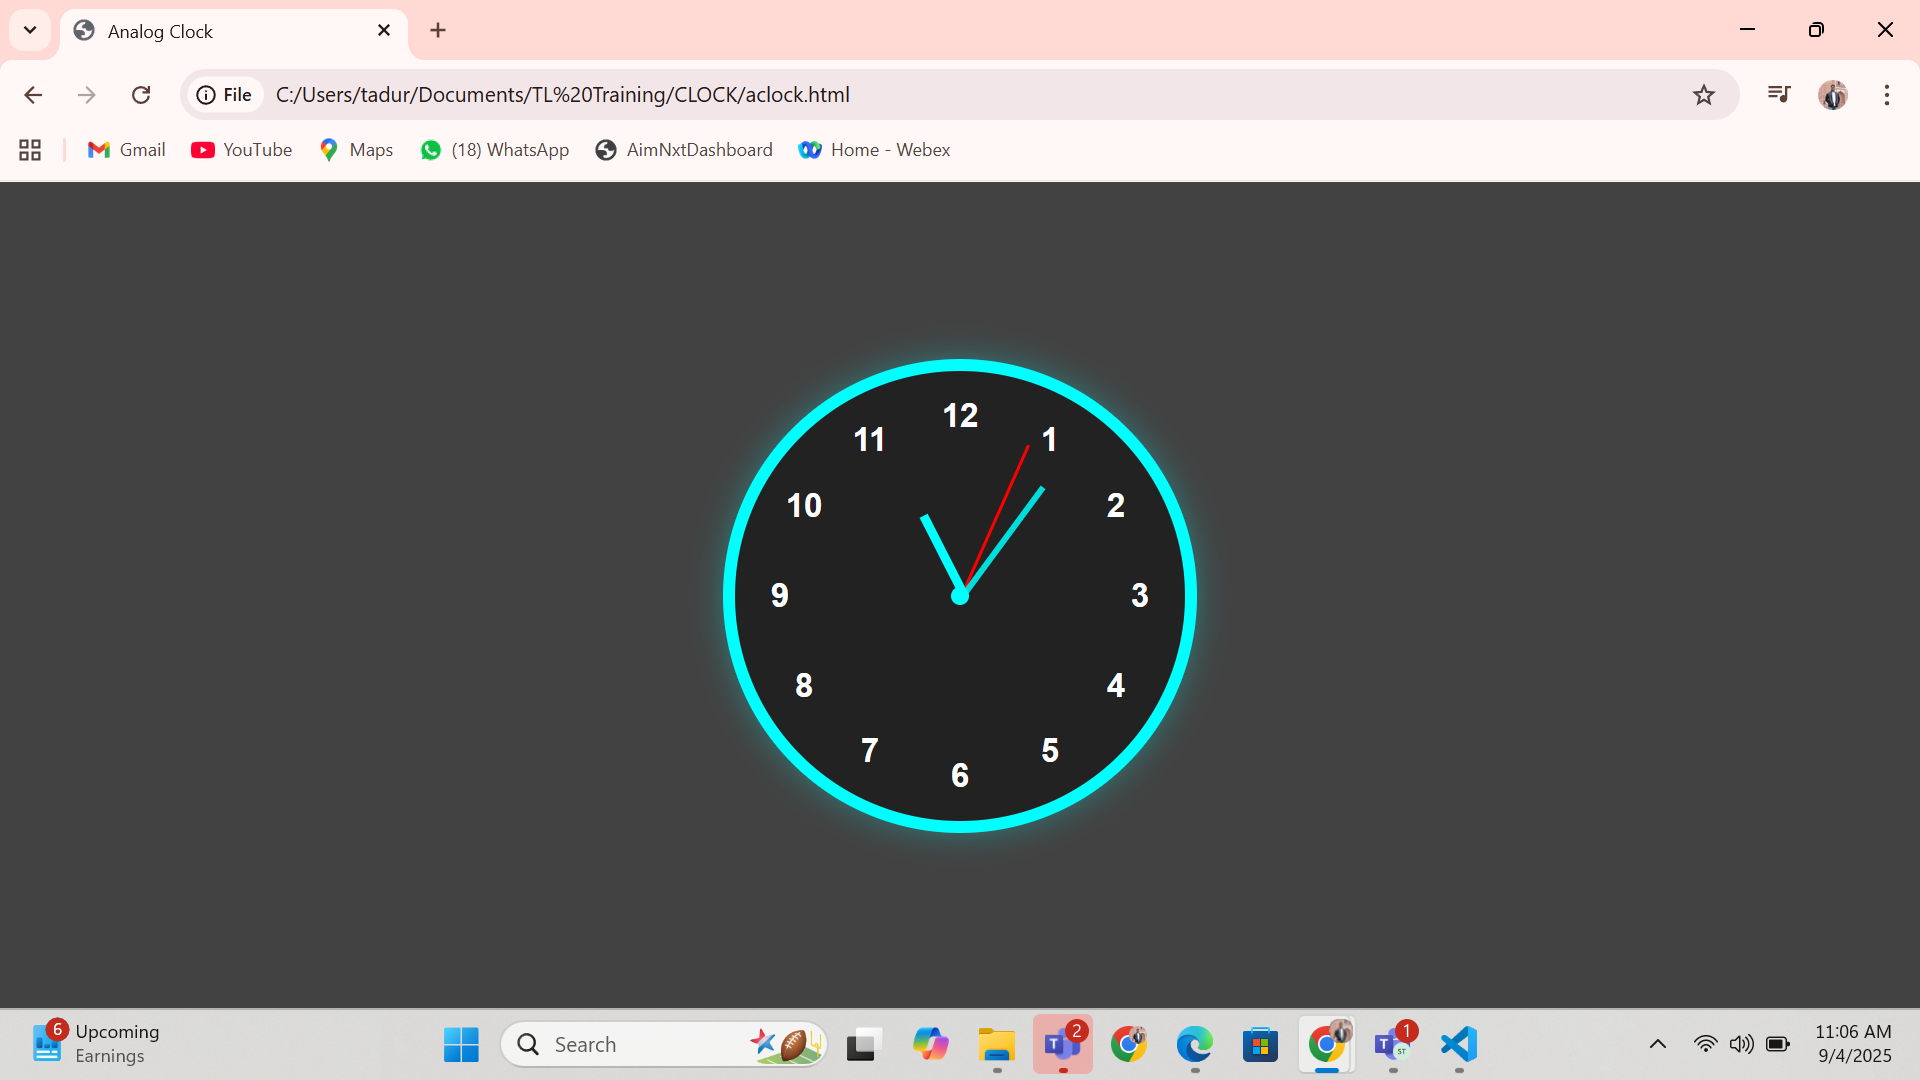 Analog Clock
File
C:/Users/tadur/Documents/TL%20Training/CLOCK/aclock.html
Gmail
YouTube
Maps
(18) WhatsApp
AimNxtDashboard
Home - Webex
12
11
1
10
2
9
3
8
4
7
5
6
6
Upcoming
Earnings
Search
T
2
T
ST
1
11:06 AM
9/4/2025